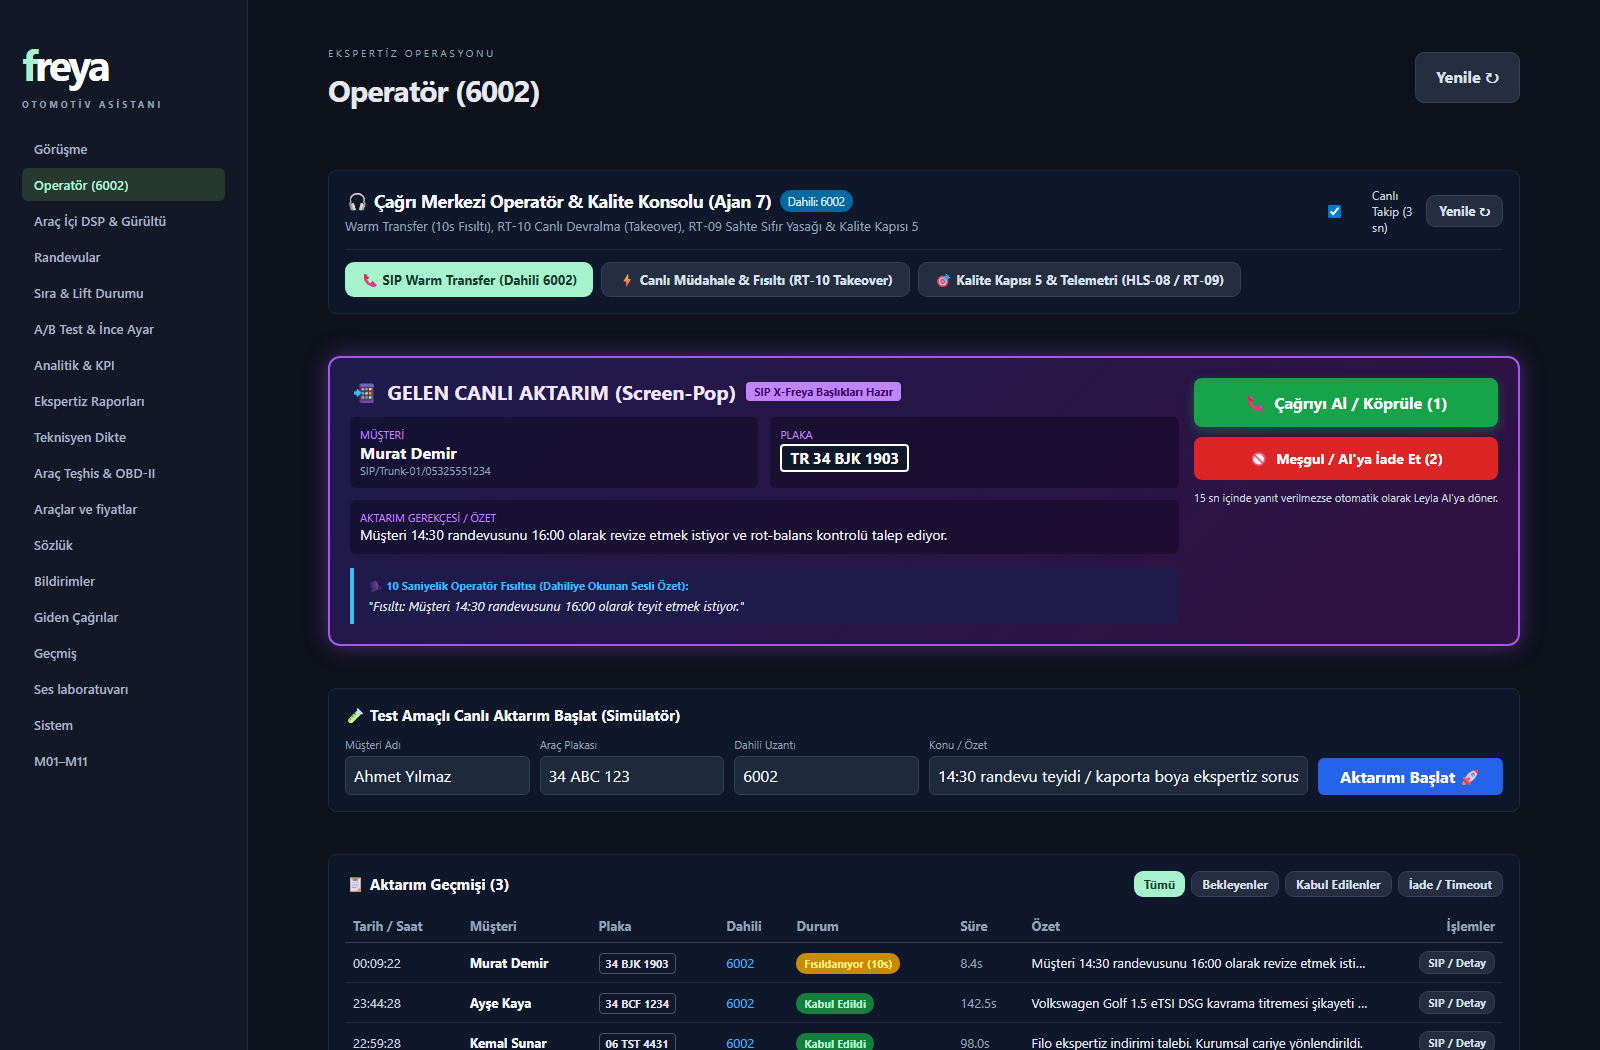 freya
OTOMOTİV ASİSTANI
Görüşme
Operatör (6002)
Araç İçi DSP & Gürültü
Randevular
Sıra & Lift Durumu
A/B Test & İnce Ayar
Analitik & KPI
Ekspertiz Raporları
Teknisyen Dikte
Araç Teşhis & OBD-II
Araçlar ve fiyatlar
Sözlük
Bildirimler
Giden Çağrılar
Geçmiş
Ses laboratuvarı
Sistem
M01–M11
EKSPERTİZ OPERASYONU
Operatör (6002)
Yenile ↻
🎧 Çağrı Merkezi Operatör & Kalite Konsolu (Ajan 7) Dahili: 6002
Warm Transfer (10s Fısıltı), RT-10 Canlı Devralma (Takeover), RT-09 Sahte Sıfır Yasağı & Kalite Kapısı 5
Canlı
Takip (3
sn)
Yenile ↻
📞 SIP Warm Transfer (Dahili 6002)
⚡ Canlı Müdahale & Fısıltı (RT-10 Takeover)
🎯 Kalite Kapısı 5 & Telemetri (HLS-08 / RT-09)
📲 GELEN CANLI AKTARIM (Screen-Pop) SIP X-Freya Başlıkları Hazır
MÜŞTERİ
Murat Demir
SIP/Trunk-01/05325551234
PLAKA
TR 34 BJK 1903
AKTARIM GEREKÇESİ / ÖZET
Müşteri 14:30 randevusunu 16:00 olarak revize etmek istiyor ve rot-balans kontrolü talep ediyor.
🗣 10 Saniyelik Operatör Fısıltısı (Dahiliye Okunan Sesli Özet):
"Fısıltı: Müşteri 14:30 randevusunu 16:00 olarak teyit etmek istiyor."
📞 Çağrıyı Al / Köprüle (1)
🚫 Meşgul / AI'ya İade Et (2)
15 sn içinde yanıt verilmezse otomatik olarak Leyla AI'ya döner.
🧪 Test Amaçlı Canlı Aktarım Başlat (Simülatör)
Müşteri Adı
Ahmet Yılmaz
Araç Plakası
34 ABC 123
Dahili Uzantı
6002
Konu / Özet
14:30 randevu teyidi / kaporta boya ekspertiz sorus
Aktarımı Başlat 🚀
📋 Aktarım Geçmişi (3)
Tümü
Bekleyenler
Kabul Edilenler
İade / Timeout
Tarih / Saat Müşteri Plaka Dahili Durum Süre Özet İşlemler
00:09:22 Murat Demir 34 BJK 1903 6002 Fısıldanıyor (10s) 8.4s Müşteri 14:30 randevusunu 16:00 olarak revize etmek isti... SIP / Detay
23:44:28 Ayşe Kaya 34 BCF 1234 6002 Kabul Edildi 142.5s Volkswagen Golf 1.5 eTSI DSG kavrama titremesi şikayeti ... SIP / Detay
22:59:28 Kemal Sunar 06 TST 4431 6002 Kabul Edildi 98.0s Filo ekspertiz indirimi talebi. Kurumsal cariye yönlendirildi. SIP / Detay